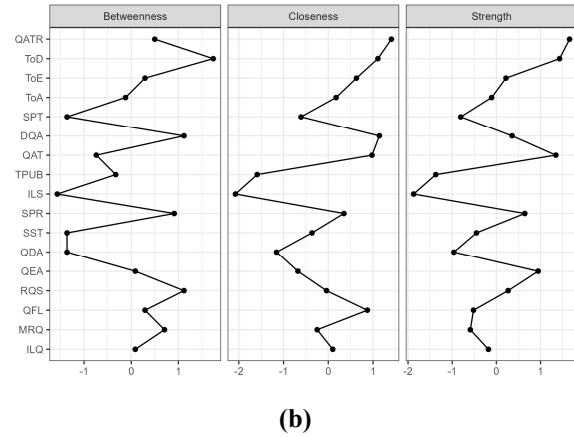 Betweenness Closeness Strength
QATR
ToD
ToE
ToA
SPT
DQA
QAT
TPUB
ILS
SPR
SST
QDA
QEA
RQS
QFL
MRQ
ILQ
-1 0 1 -2 -1 0 1 -2 -1 0 1
(b)